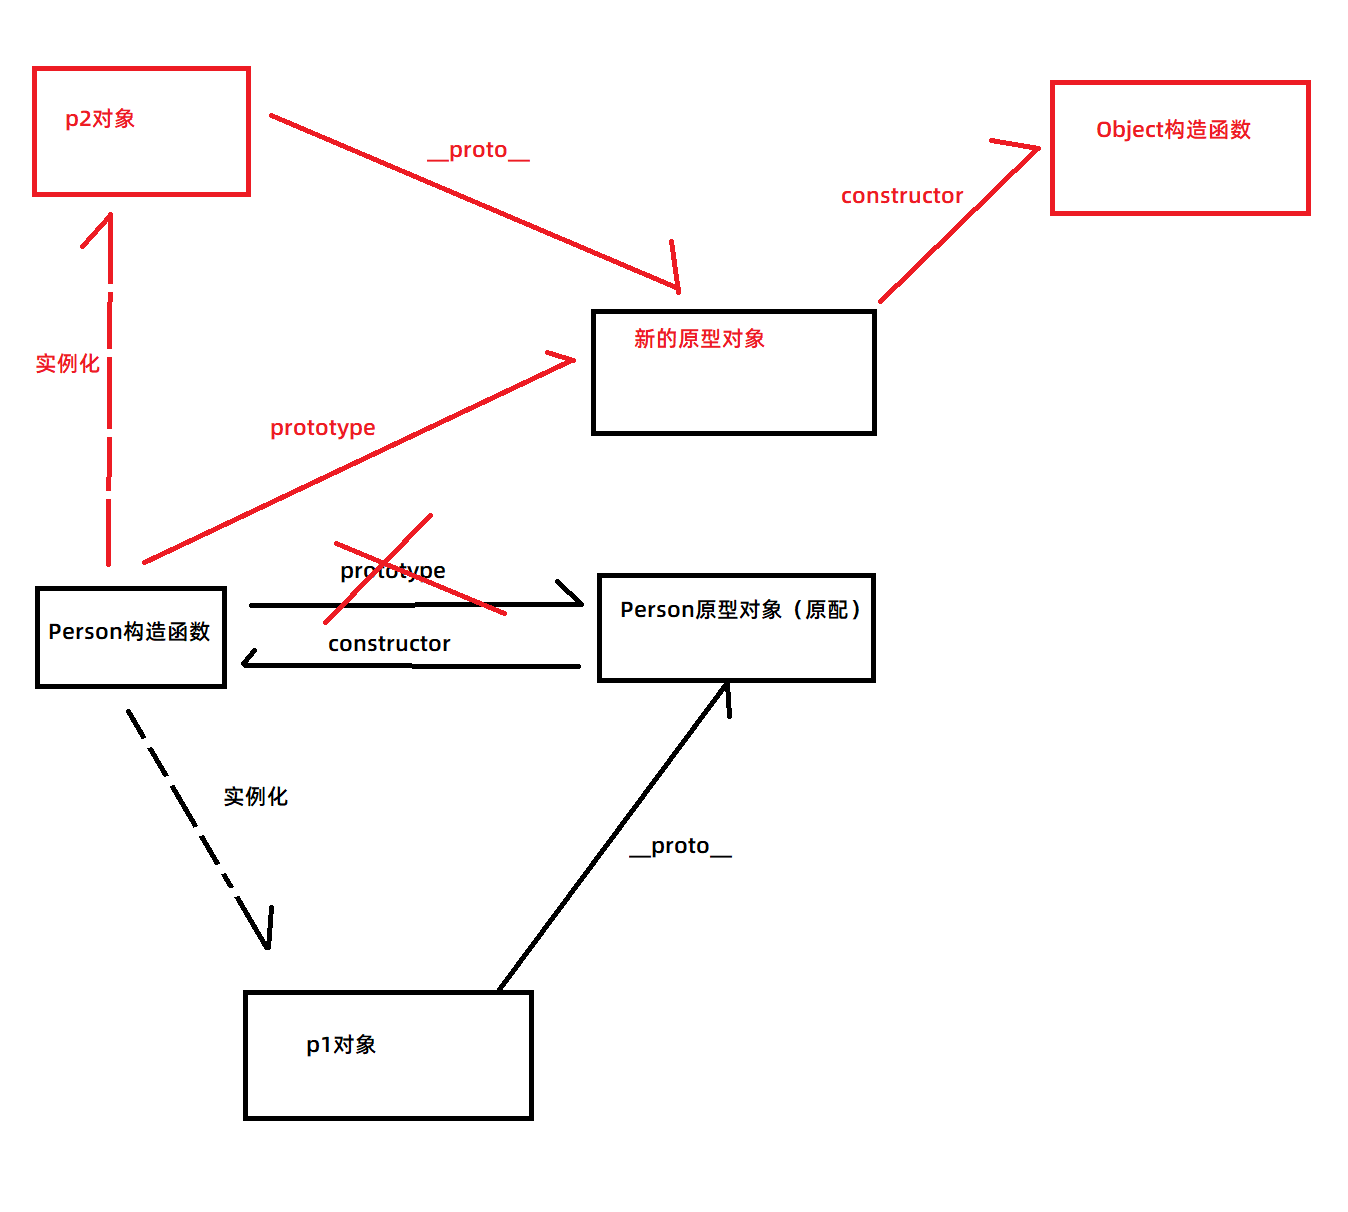 p2对象
__proto__
Object构造函数
constructor
新的原型对象
实例化
prototype
prototype
Person构造函数
Person原型对象（原配）
constructor
实例化
__proto__
p1对象